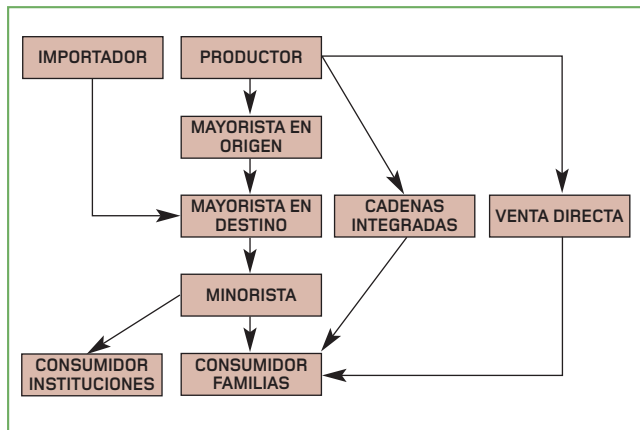 IMPORTADOR
PRODUCTOR
MAYORISTA EN
ORIGEN
MAYORISTA EN
DESTINO
CADENAS
INTEGRADAS
VENTA DIRECTA
MINORISTA
CONSUMIDOR
INSTITUCIONES
CONSUMIDOR
FAMILIAS